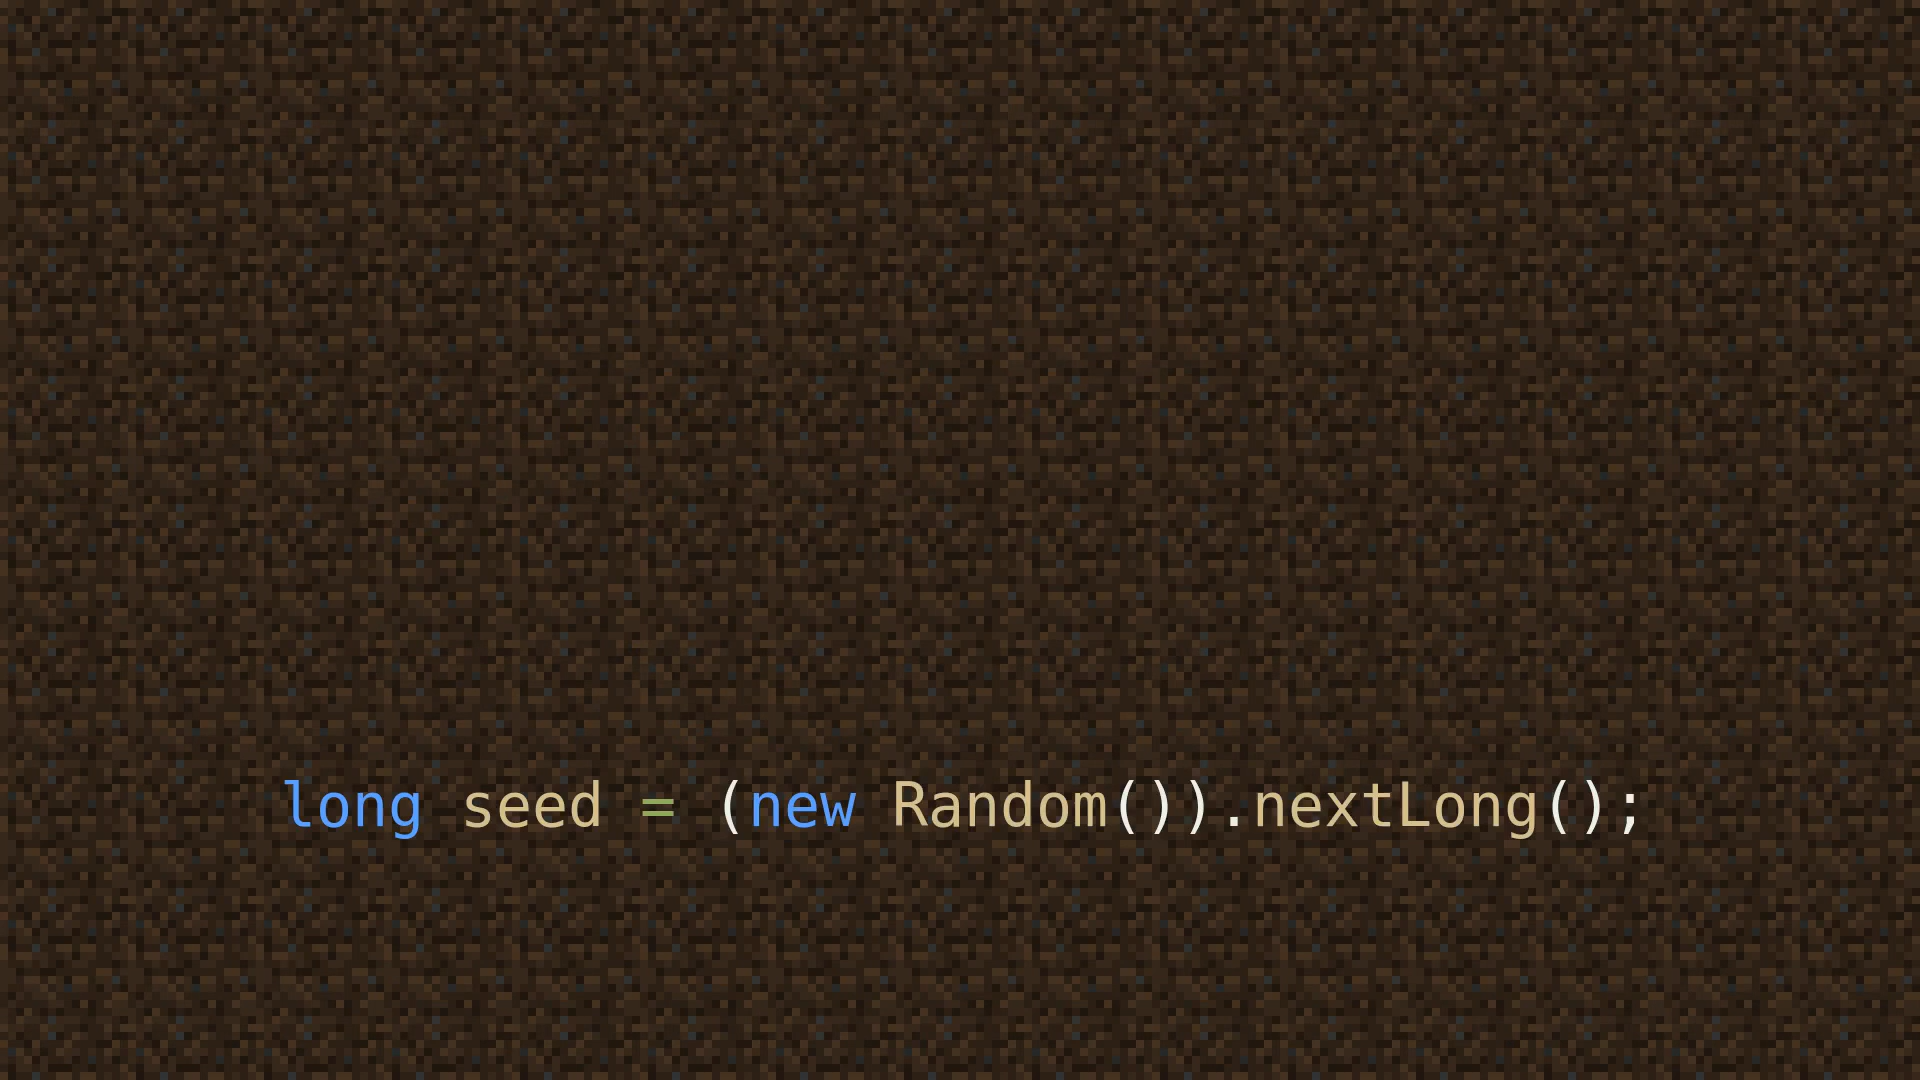 long seed = (new Random()).nextLong();